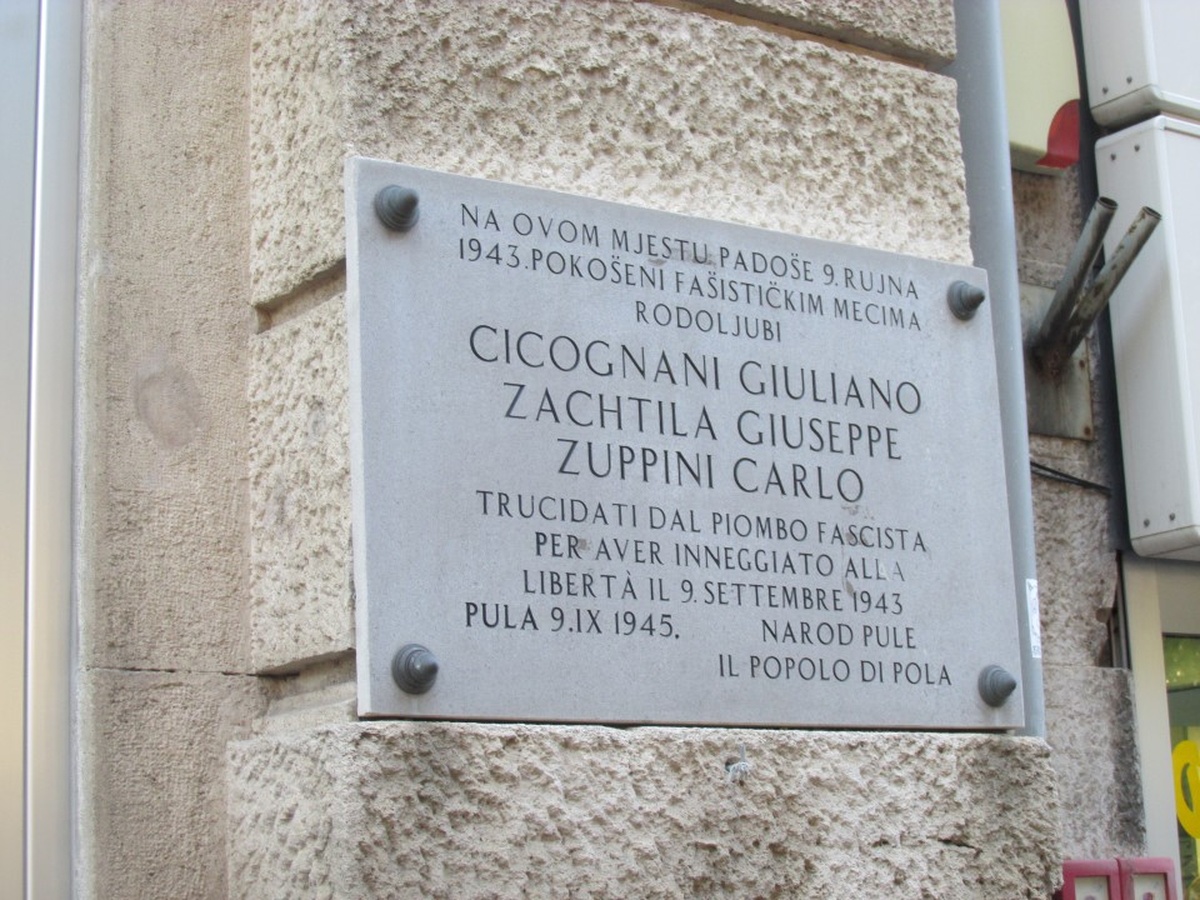 NA OVOM MJESTU PADOŠE 9. RUJNA
1943. POKOŠENI FAŠISTIČKIM MECIMA
RODOLJUBI
CICOGNANI GIULIANO
ZACHTILA GIUSEPPE
ZUPPINI CARLO
TRUCIDATI DAL PIOMBO FASCISTA
PER AVER INNEGGIATO ALLA
LIBERTÀ IL 9. SETTEMBRE 1943
PULA 9.IX 1945. NAROD PULE
IL POPOLO DI POLA